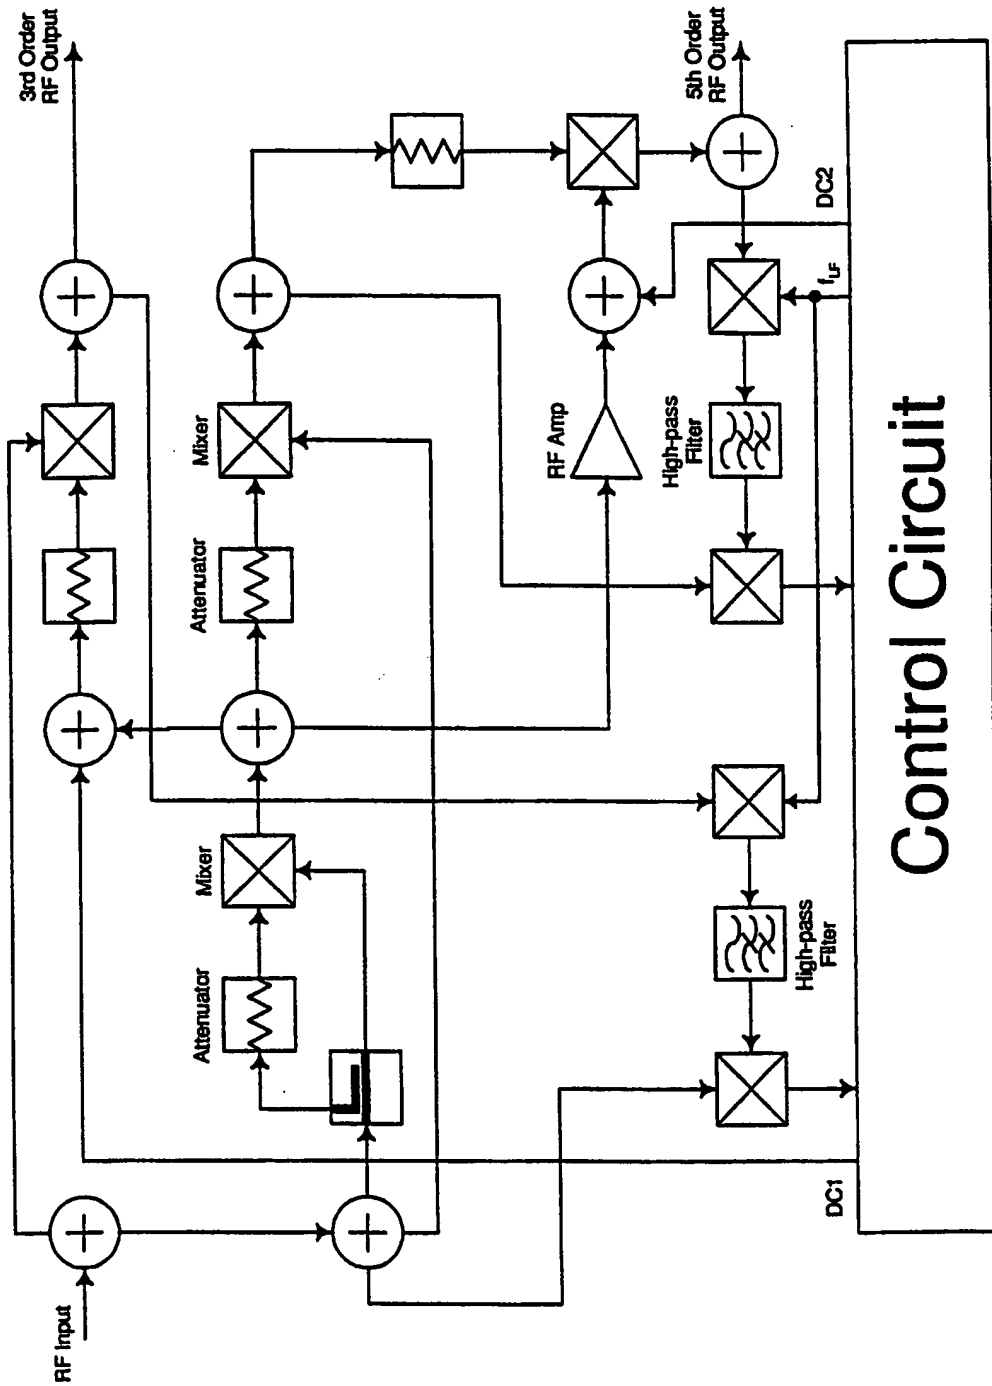 3rd Order
RF Output
5th Order
RF Output
DC2
f_LF
Mixer
RF Amp
High-pass
Filter
Attenuator
Mixer
Attenuator
High-pass
Filter
Control Circuit
RF Input
DC1